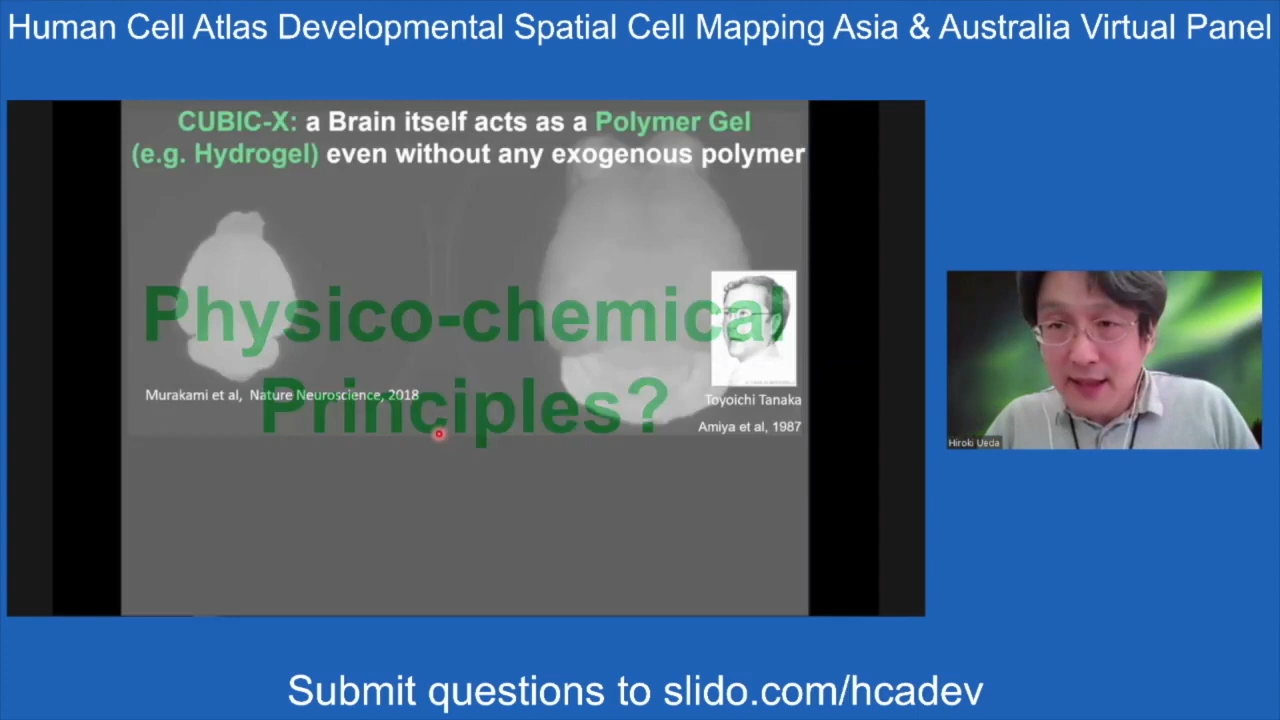 Human Cell Atlas Developmental Spatial Cell Mapping Asia & Australia Virtual Panel
CUBIC-X: a Brain itself acts as a Polymer Gel
(e.g. Hydrogel) even without any exogenous polymer
Physico-chemical
Principles?
Murakami et al, Nature Neuroscience, 2018
Toyoichi Tanaka
Amiya et al, 1987
Hiroki Ueda
Submit questions to slido.com/hcadev